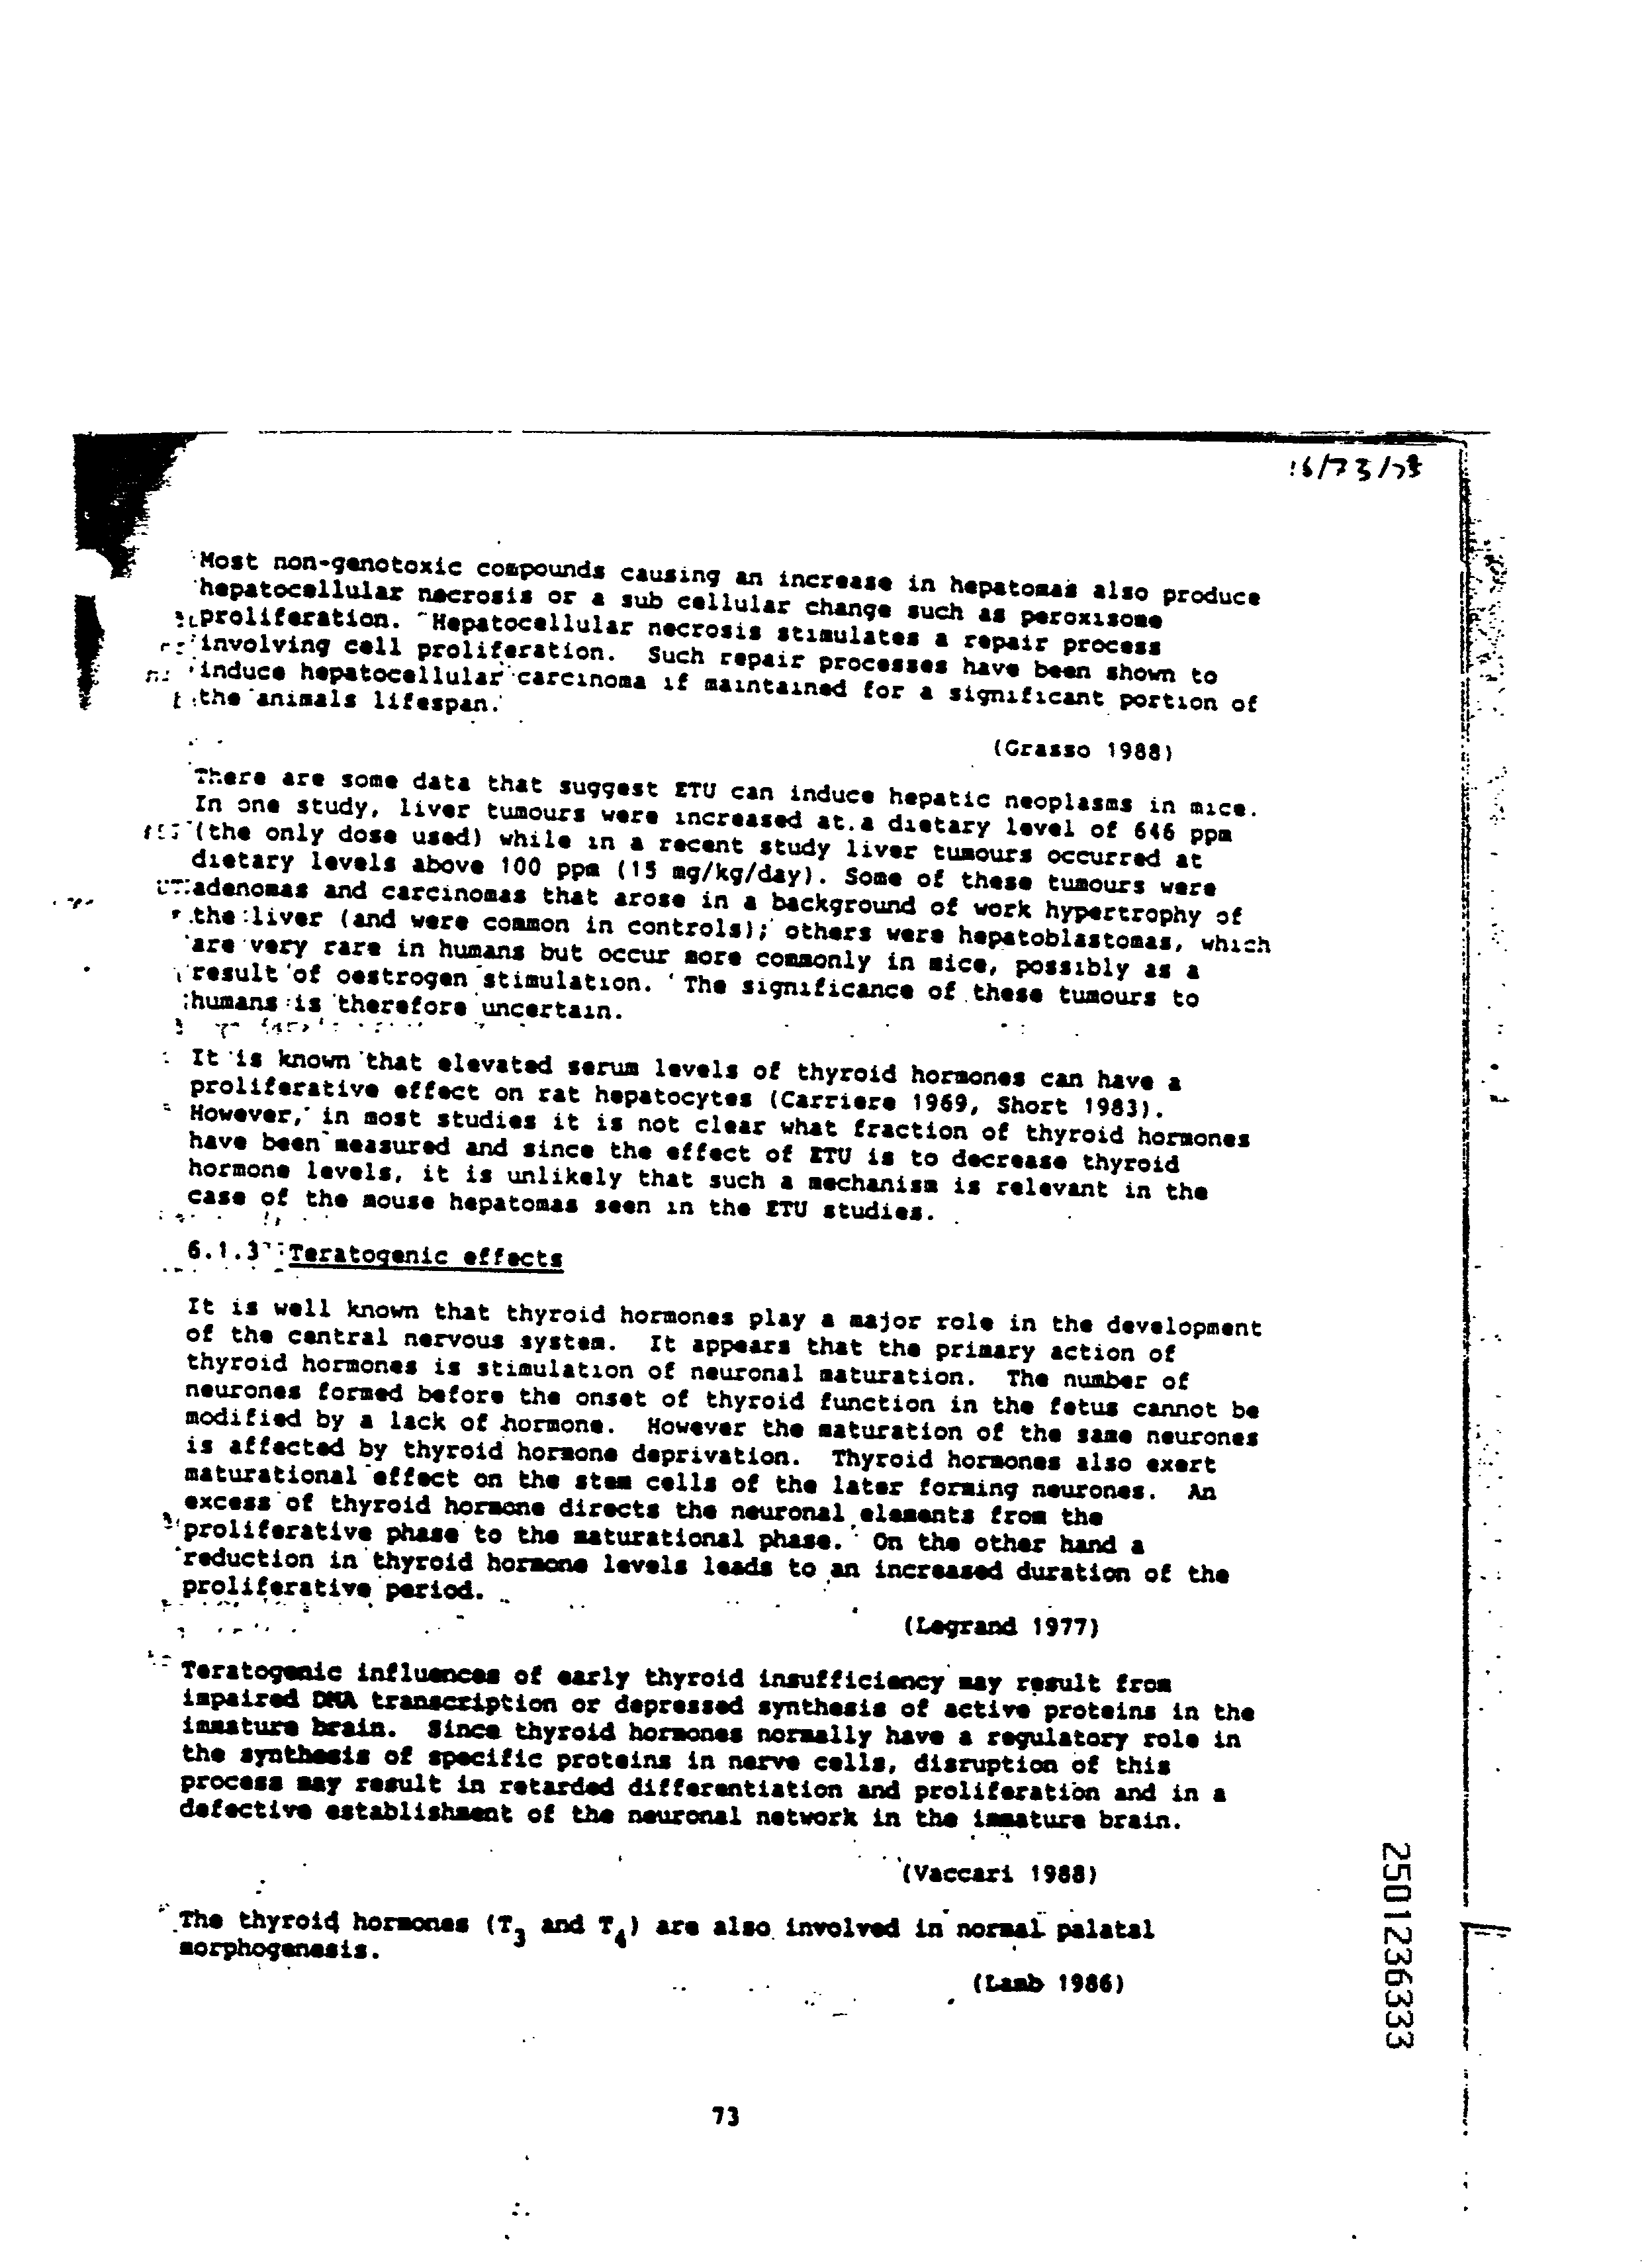 Most non-genotoxic compounds causing an increase in hepatomas also produce
hepatocellular necrosis or a sub cellular change such as peroxisome
proliferation. Hepatocellular necrosis stimulates a repair process
involving cell proliferation. Such repair processes have been shown to
induce hepatocellular carcinoma if maintained for a significant portion of
the animals lifespan.
(Grasso 1988)
There are some data that suggest ETU can induce hepatic neoplasms in mice.
In one study, liver tumours were increased at a dietary level of 646 ppm
(the only dose used) while in a recent study liver tumours occurred at
dietary levels above 100 ppm (15 mg/kg/day). Some of these tumours were
adenomas and carcinomas that arose in a background of work hypertrophy of
the liver (and were common in controls); others were hepatoblastomas, which
are very rare in humans but occur more commonly in mice, possibly as a
result of oestrogen stimulation. The significance of these tumours to
humans is therefore uncertain.
It is known that elevated serum levels of thyroid hormones can have a
proliferative effect on rat hepatocytes (Carriere 1969, Short 1983).
However, in most studies it is not clear what fraction of thyroid hormones
have been measured and since the effect of ETU is to decrease thyroid
hormone levels, it is unlikely that such a mechanism is relevant in the
case of the mouse hepatomas seen in the ETU studies.
6.1.3 Teratogenic effects
It is well known that thyroid hormones play a major role in the development
of the central nervous system. It appears that the primary action of
thyroid hormones is stimulation of neuronal maturation. The number of
neurones formed before the onset of thyroid function in the fetus cannot be
modified by a lack of hormone. However the maturation of the same neurones
is affected by thyroid hormone deprivation. Thyroid hormones also exert
maturational effect on the stem cells of the later forming neurones. An
excess of thyroid hormone directs the neuronal elements from the
proliferative phase to the maturational phase. On the other hand a
reduction in thyroid hormone levels leads to an increased duration of the
proliferative period.
(Legrand 1977)
Teratogenic influences of early thyroid insufficiency may result from
impaired DNA transcription or depressed synthesis of active proteins in the
immature brain. Since thyroid hormones normally have a regulatory role in
the synthesis of specific proteins in nerve cells, disruption of this
process may result in retarded differentiation and proliferation and in a
defective establishment of the neuronal network in the immature brain.
(Vaccari 1988)
The thyroid hormones (T3 and T4) are also involved in normal palatal
morphogenesis.
(Lamb 1986)
2501236333
73